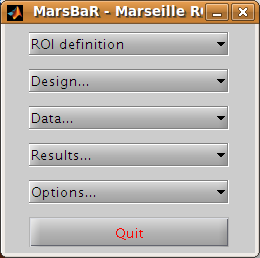 MarsBaR - Marseille R
ROI definition
Design...
Data...
Results...
Options...
Quit